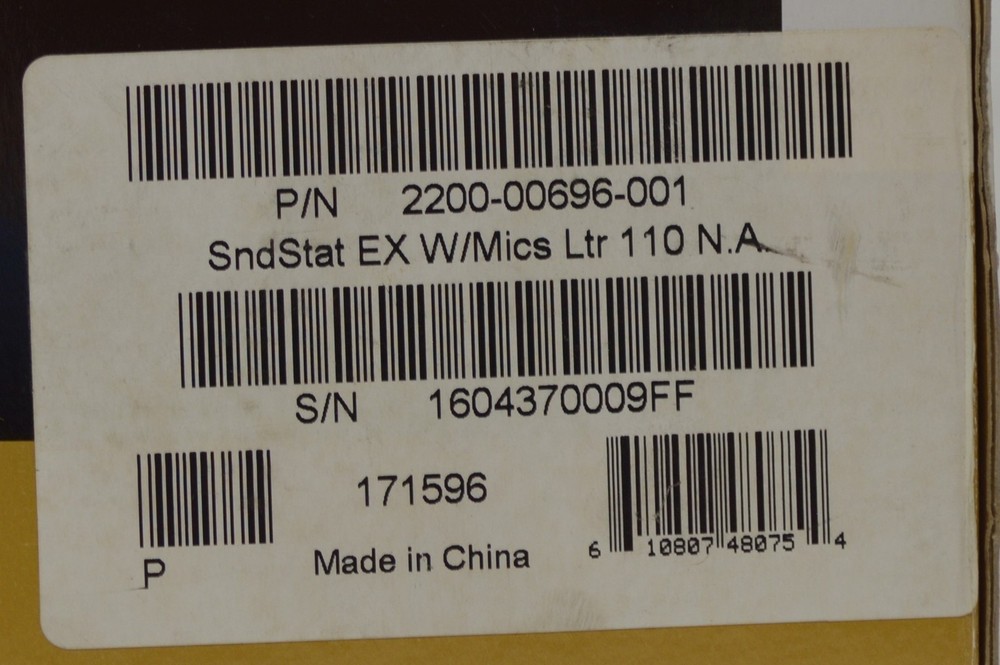 P/N 2200-00696-001
SndStat EX W/Mics Ltr 110 N.A.
S/N 1604370009FF
171596
P
Made in China
6 10807 48075 4